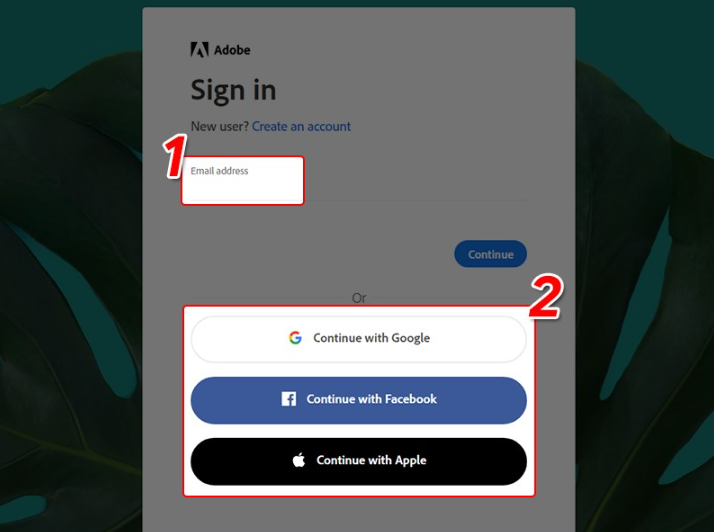 Adobe
Sign in
New user? Create an account
1
Email address
Continue
Or
2
Continue with Google
Continue with Facebook
Continue with Apple